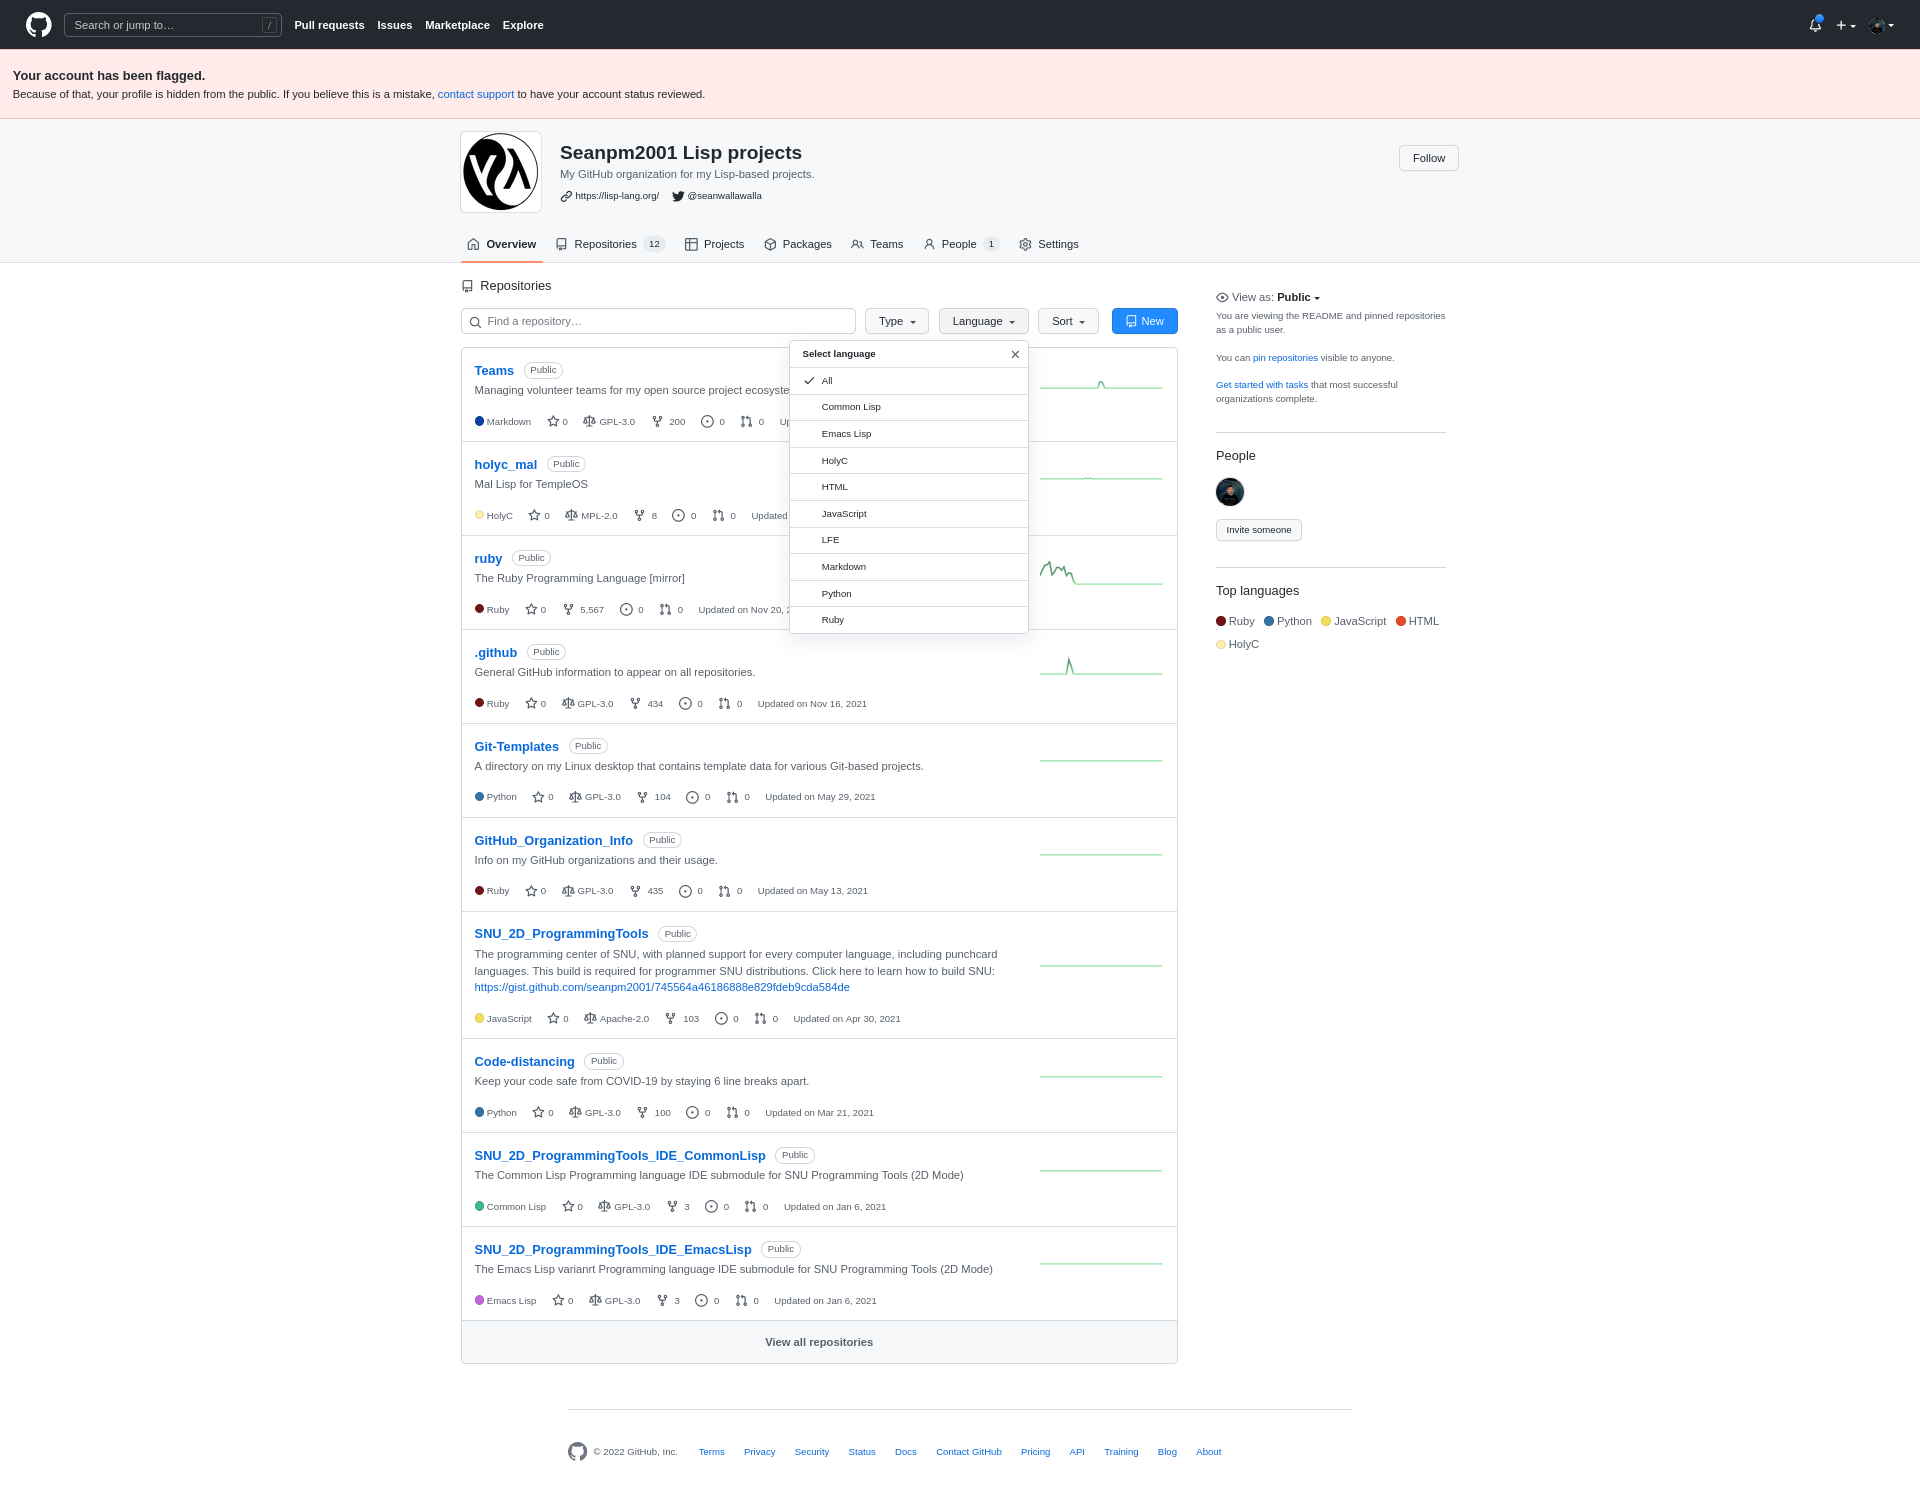 Search or jump to… /
Pull requests Issues Marketplace Explore
Your account has been flagged.
Because of that, your profile is hidden from the public. If you believe this is a mistake, contact support to have your account status reviewed.
Seanpm2001 Lisp projects
My GitHub organization for my Lisp-based projects.
https://lisp-lang.org/ @seanwallawalla
Follow
Overview Repositories 12 Projects Packages Teams People 1 Settings
Repositories
Find a repository… Type Language Sort New
Select language
All
Common Lisp
Emacs Lisp
HolyC
HTML
JavaScript
LFE
Markdown
Python
Ruby
Teams Public
Managing volunteer teams for my open source project ecosyste
Markdown 0 GPL-3.0 200 0 0 Up
holyc_mal Public
Mal Lisp for TempleOS
HolyC 0 MPL-2.0 8 0 0 Updated
ruby Public
The Ruby Programming Language [mirror]
Ruby 0 5,567 0 0 Updated on Nov 20, 2
.github Public
General GitHub information to appear on all repositories.
Ruby 0 GPL-3.0 434 0 0 Updated on Nov 16, 2021
Git-Templates Public
A directory on my Linux desktop that contains template data for various Git-based projects.
Python 0 GPL-3.0 104 0 0 Updated on May 29, 2021
GitHub_Organization_Info Public
Info on my GitHub organizations and their usage.
Ruby 0 GPL-3.0 435 0 0 Updated on May 13, 2021
SNU_2D_ProgrammingTools Public
The programming center of SNU, with planned support for every computer language, including punchcard
languages. This build is required for programmer SNU distributions. Click here to learn how to build SNU:
https://gist.github.com/seanpm2001/745564a46186888e829fdeb9cda584de
JavaScript 0 Apache-2.0 103 0 0 Updated on Apr 30, 2021
Code-distancing Public
Keep your code safe from COVID-19 by staying 6 line breaks apart.
Python 0 GPL-3.0 100 0 0 Updated on Mar 21, 2021
SNU_2D_ProgrammingTools_IDE_CommonLisp Public
The Common Lisp Programming language IDE submodule for SNU Programming Tools (2D Mode)
Common Lisp 0 GPL-3.0 3 0 0 Updated on Jan 6, 2021
SNU_2D_ProgrammingTools_IDE_EmacsLisp Public
The Emacs Lisp varianrt Programming language IDE submodule for SNU Programming Tools (2D Mode)
Emacs Lisp 0 GPL-3.0 3 0 0 Updated on Jan 6, 2021
View all repositories
View as: Public
You are viewing the README and pinned repositories
as a public user.
You can pin repositories visible to anyone.
Get started with tasks that most successful
organizations complete.
People
Invite someone
Top languages
Ruby Python JavaScript HTML
HolyC
© 2022 GitHub, Inc. Terms Privacy Security Status Docs Contact GitHub Pricing API Training Blog About